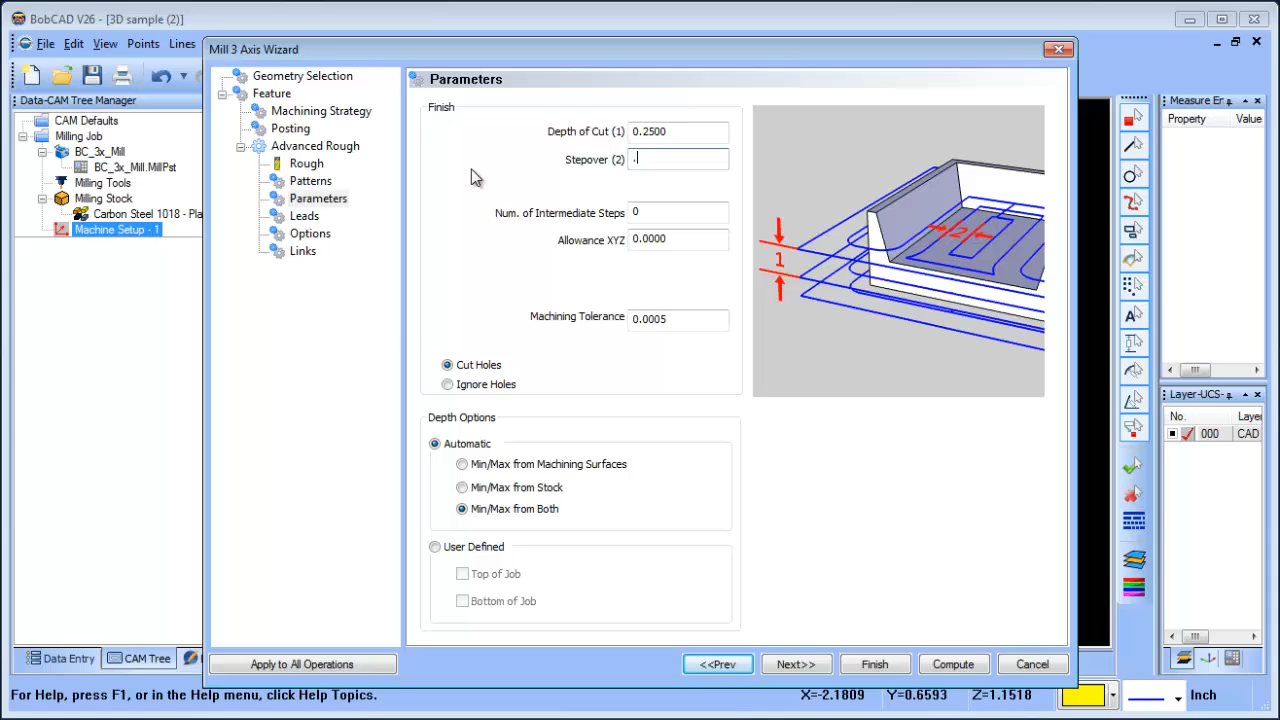 BobCAD V26 - [3D sample (2)]
File Edit View Points Lines
Data-CAM Tree Manager
CAM Defaults
Milling Job
BC_3x_Mill
BC_3x_Mill.MillPst
Milling Tools
Milling Stock
Carbon Steel 1018 - Pla
Machine Setup - 1
Data Entry CAM Tree
Mill 3 Axis Wizard
Geometry Selection
Feature
Machining Strategy
Posting
Advanced Rough
Rough
Patterns
Parameters
Leads
Options
Links
Parameters
Finish
Depth of Cut (1) 0.2500
Stepover (2) .
Num. of Intermediate Steps 0
Allowance XYZ 0.0000
Machining Tolerance 0.0005
Cut Holes
Ignore Holes
1
2
Depth Options
Automatic
Min/Max from Machining Surfaces
Min/Max from Stock
Min/Max from Both
User Defined
Top of Job
Bottom of Job
Apply to All Operations <<Prev Next>> Finish Compute Cancel
Measure Er
Property Value
Layer-UCS-
No. Layer
000 CAD
For Help, press F1, or in the Help menu, click Help Topics. X=-2.1809 Y=0.6593 Z=1.1518 Inch